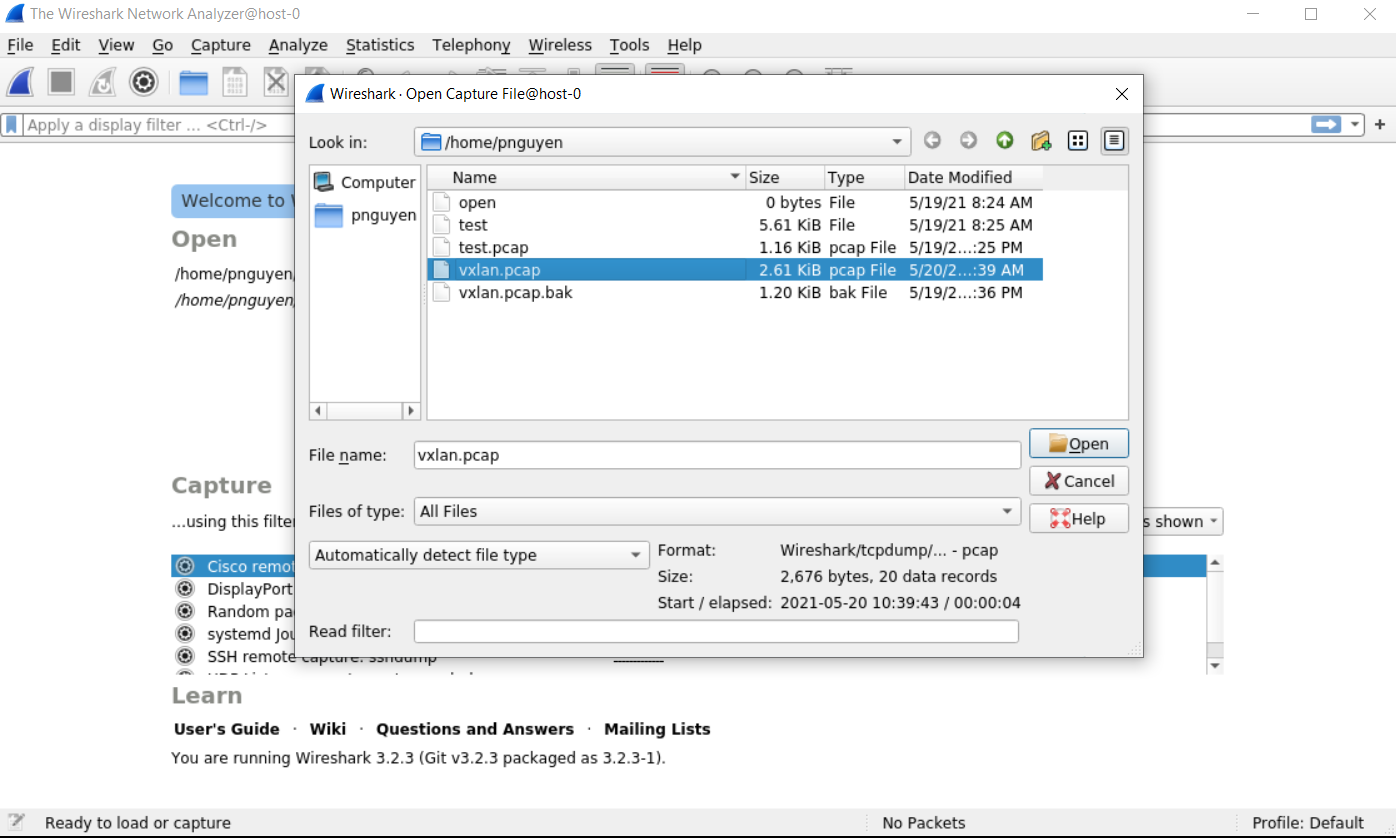 The Wireshark Network Analyzer@host-0
File Edit View Go Capture Analyze Statistics Telephony Wireless Tools Help
Wireshark · Open Capture File@host-0
Apply a display filter … <Ctrl-/>
Look in: /home/pnguyen
Computer
pnguyen
Name Size Type Date Modified
open 0 bytes File 5/19/21 8:24 AM
test 5.61 KiB File 5/19/21 8:25 AM
test.pcap 1.16 KiB pcap File 5/19/2...:25 PM
vxlan.pcap 2.61 KiB pcap File 5/20/2...:39 AM
vxlan.pcap.bak 1.20 KiB bak File 5/19/2...:36 PM
File name: vxlan.pcap
Open
Cancel
Files of type: All Files
Help
Automatically detect file type
Format: Wireshark/tcpdump/... - pcap
Size: 2,676 bytes, 20 data records
Start / elapsed: 2021-05-20 10:39:43 / 00:00:04
Read filter:
Welcome to
Open
/home/pnguyen/
/home/pnguyen/
Capture
...using this filter
s shown
Cisco remot
DisplayPort
Random pa
systemd Jou
SSH remote capture: sshdump
Learn
User's Guide · Wiki · Questions and Answers · Mailing Lists
You are running Wireshark 3.2.3 (Git v3.2.3 packaged as 3.2.3-1).
Ready to load or capture No Packets Profile: Default